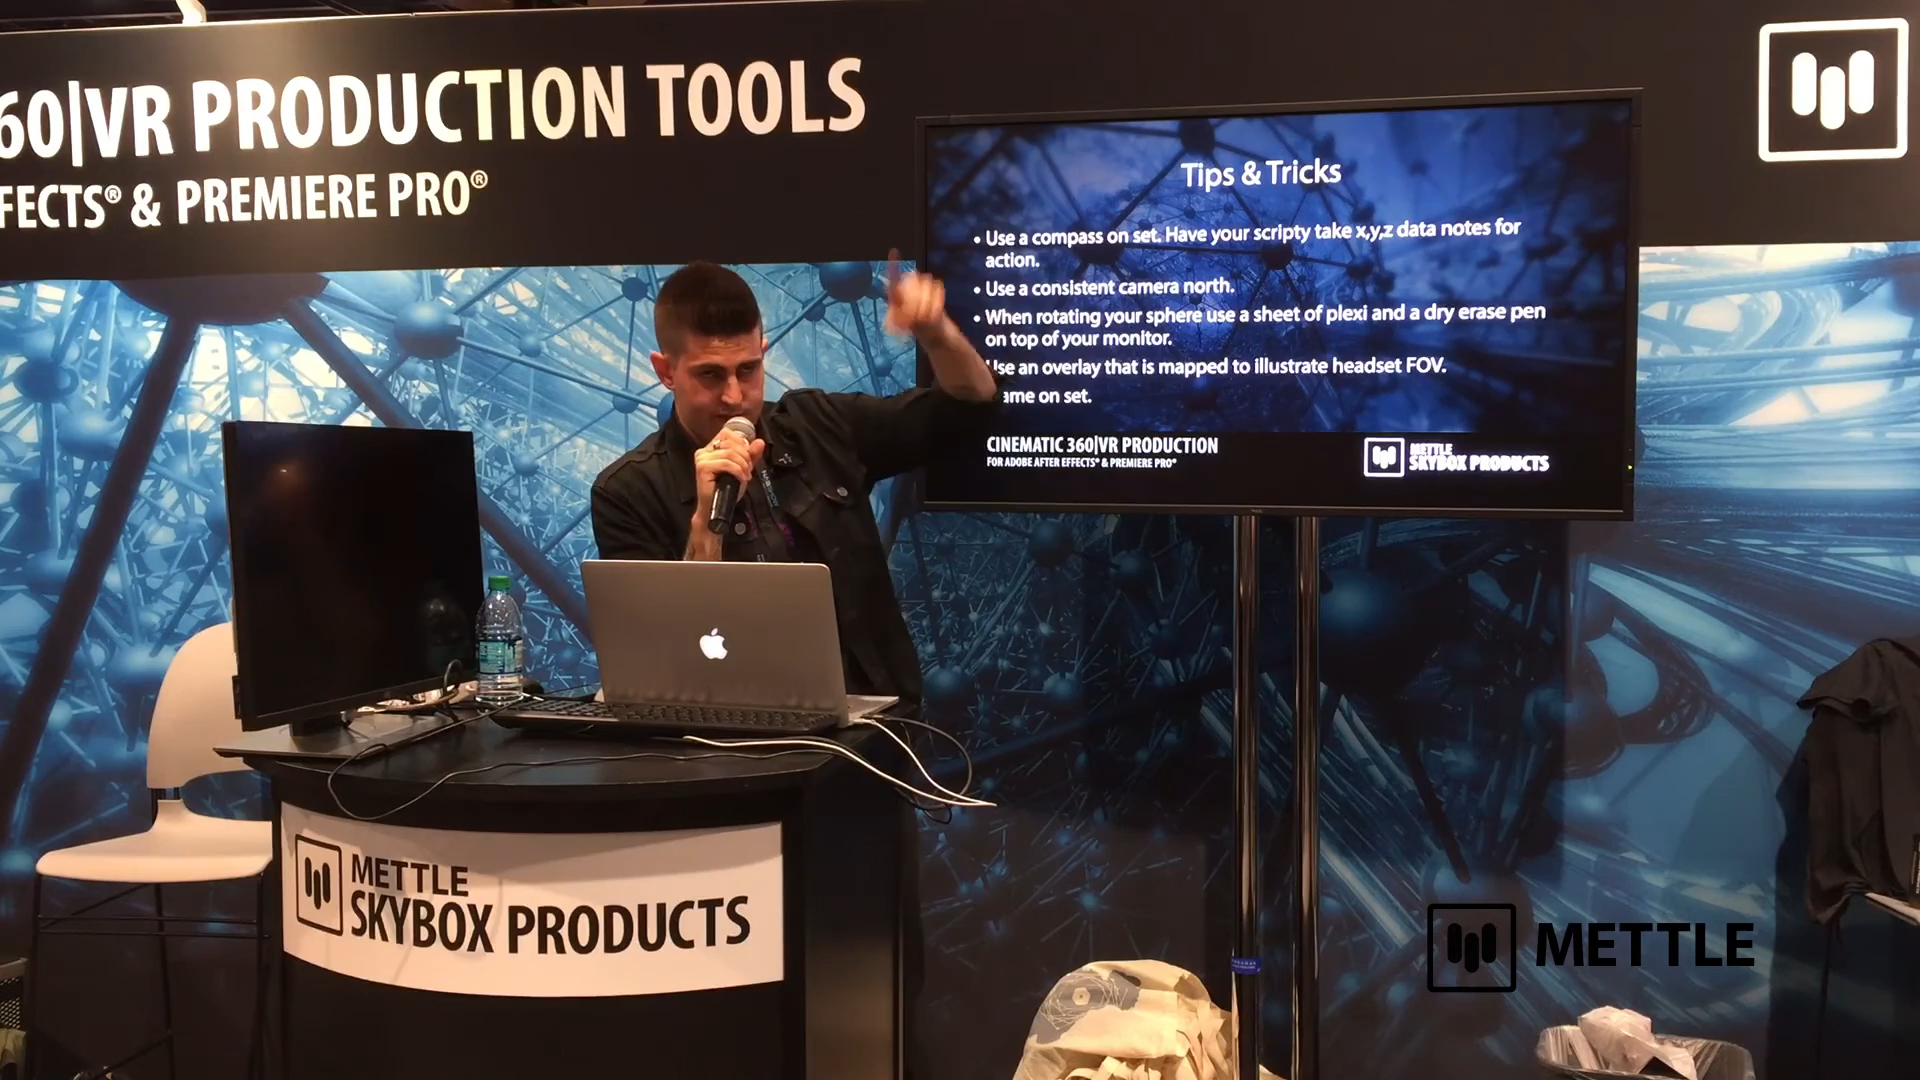 60|VR PRODUCTION TOOLS
FFECTS® & PREMIERE PRO®
Tips & Tricks
• Use a compass on set. Have your scripty take x,y,z data notes for
action.
• Use a consistent camera north.
• When rotating your sphere use a sheet of plexi and a dry erase pen
on top of your monitor.
Use an overlay that is mapped to illustrate headset FOV.
ame on set.
CINEMATIC 360|VR PRODUCTION
FOR ADOBE AFTER EFFECTS® & PREMIERE PRO®
METTLE
SKYBOX PRODUCTS
METTLE
SKYBOX PRODUCTS
METTLE